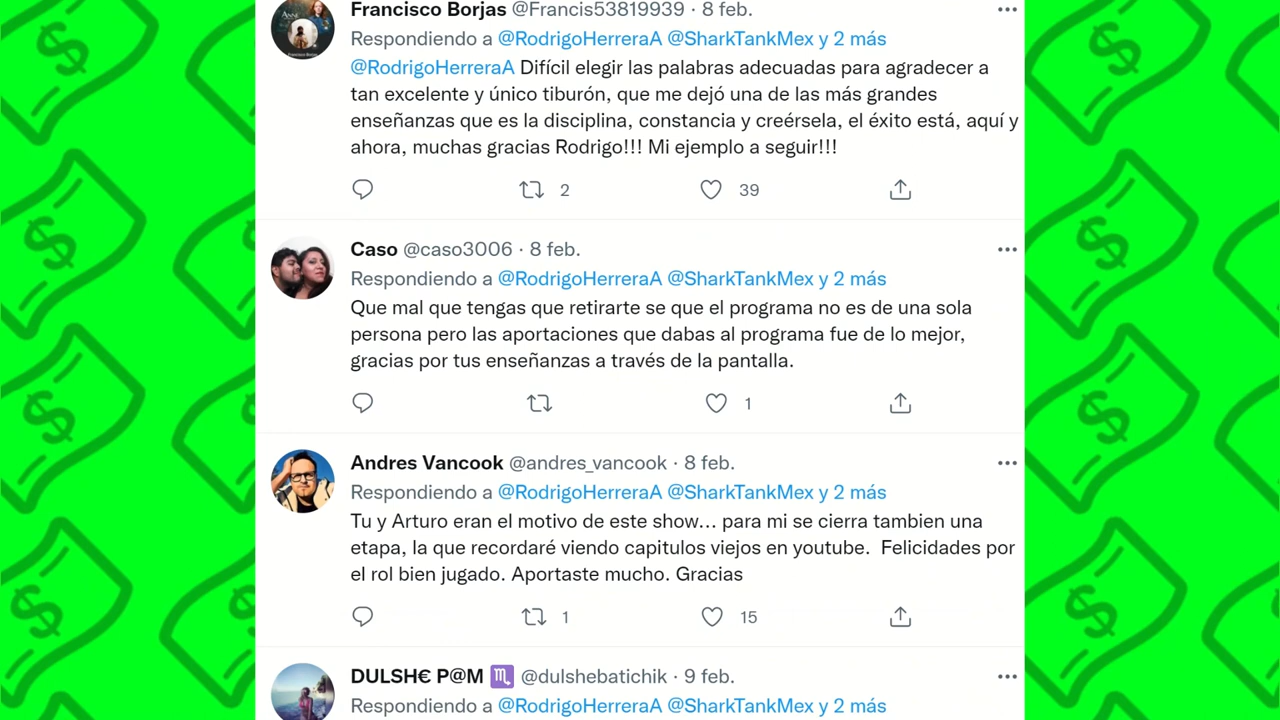 Francisco Borjas @Francis53819939 · 8 feb.
Respondiendo a @RodrigoHerreraA @SharkTankMex y 2 más
@RodrigoHerreraA Difícil elegir las palabras adecuadas para agradecer a
tan excelente y único tiburón, que me dejó una de las más grandes
enseñanzas que es la disciplina, constancia y creérsela, el éxito está, aquí y
ahora, muchas gracias Rodrigo!!! Mi ejemplo a seguir!!!
2 39
Caso @caso3006 · 8 feb.
Respondiendo a @RodrigoHerreraA @SharkTankMex y 2 más
Que mal que tengas que retirarte se que el programa no es de una sola
persona pero las aportaciones que dabas al programa fue de lo mejor,
gracias por tus enseñanzas a través de la pantalla.
1
Andres Vancook @andres_vancook · 8 feb.
Respondiendo a @RodrigoHerreraA @SharkTankMex y 2 más
Tu y Arturo eran el motivo de este show... para mi se cierra tambien una
etapa, la que recordaré viendo capitulos viejos en youtube.  Felicidades por
el rol bien jugado. Aportaste mucho. Gracias
1 15
DULSH€ P@M ♏ @dulshebatichik · 9 feb.
Respondiendo a @RodrigoHerreraA @SharkTankMex y 2 más